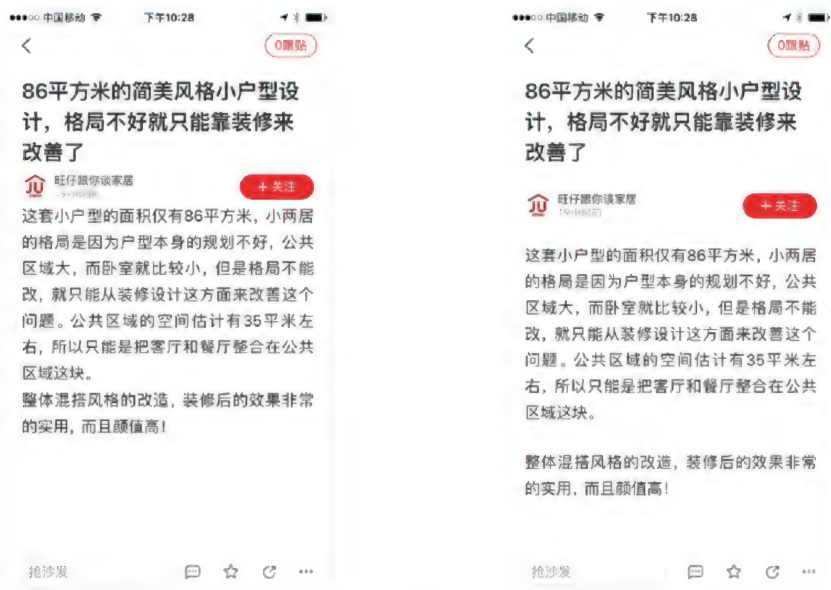 中国移动 下午10:28
0跟贴
86平方米的简美风格小户型设
计，格局不好就只能靠装修来
改善了
旺仔跟你谈家居
+ 关注
这套小户型的面积仅有86平方米，小两居
的格局是因为户型本身的规划不好，公共
区域大，而卧室就比较小，但是格局不能
改，就只能从装修设计这方面来改善这个
问题。公共区域的空间估计有35平米左
右，所以只能是把客厅和餐厅整合在公共
区域这块。
整体混搭风格的改造，装修后的效果非常
的实用，而且颜值高！
抢沙发
中国移动 下午10:28
0跟贴
86平方米的简美风格小户型设
计，格局不好就只能靠装修来
改善了
旺仔跟你谈家居
19小时前
+ 关注
这套小户型的面积仅有86平方米，小两居
的格局是因为户型本身的规划不好，公共
区域大，而卧室就比较小，但是格局不能
改，就只能从装修设计这方面来改善这个
问题。公共区域的空间估计有35平米左
右，所以只能是把客厅和餐厅整合在公共
区域这块。
整体混搭风格的改造，装修后的效果非常
的实用，而且颜值高！
抢沙发